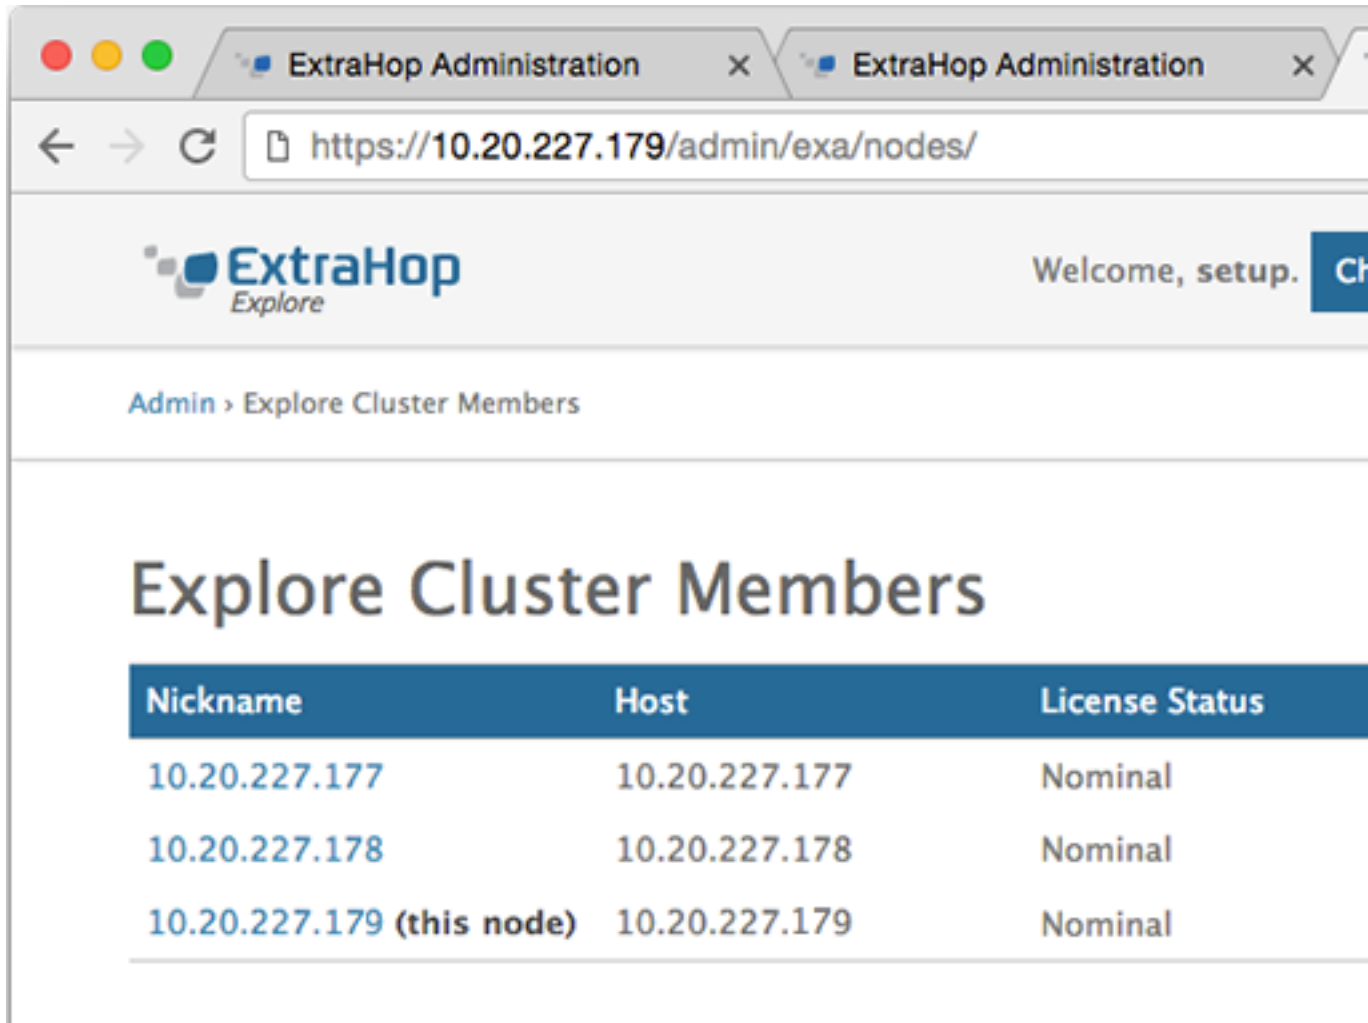 ExtraHop Administration × ExtraHop Administration ×
https://10.20.227.179/admin/exa/nodes/
ExtraHop
Explore
Welcome, setup.
Admin › Explore Cluster Members
Explore Cluster Members
Nickname Host License Status
10.20.227.177 10.20.227.177 Nominal
10.20.227.178 10.20.227.178 Nominal
10.20.227.179 (this node) 10.20.227.179 Nominal